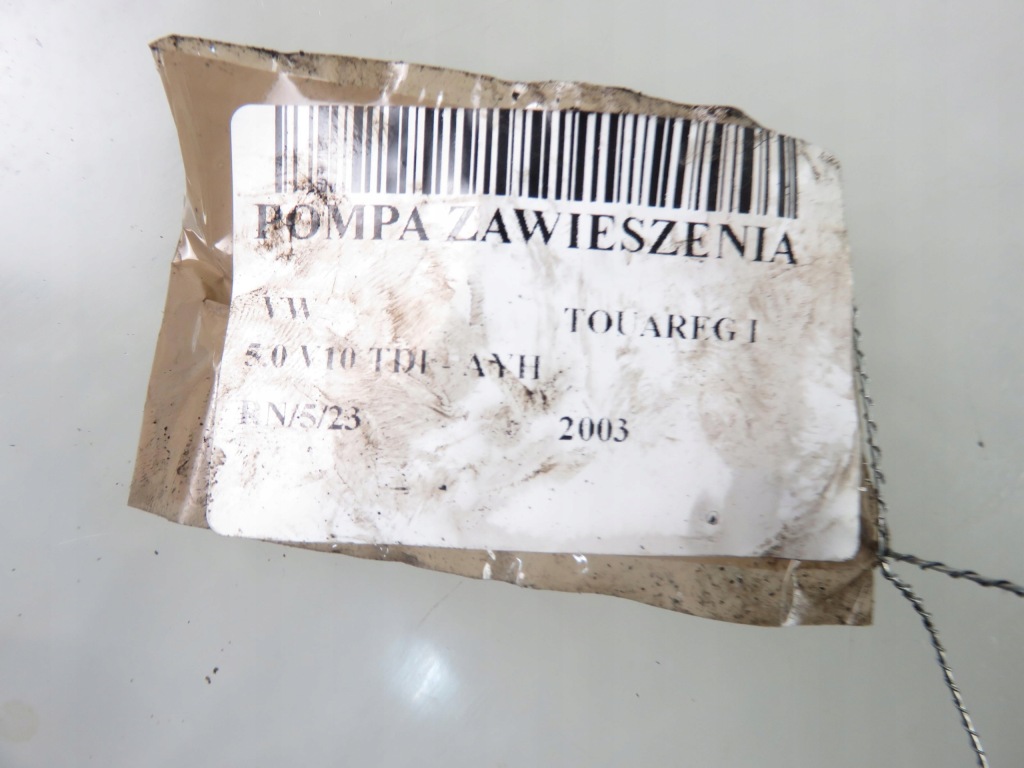 POMPA ZAWIESZENIA
VW TOUAREG I
5.0 V10 TDI - AYH
RN/5/23 2003